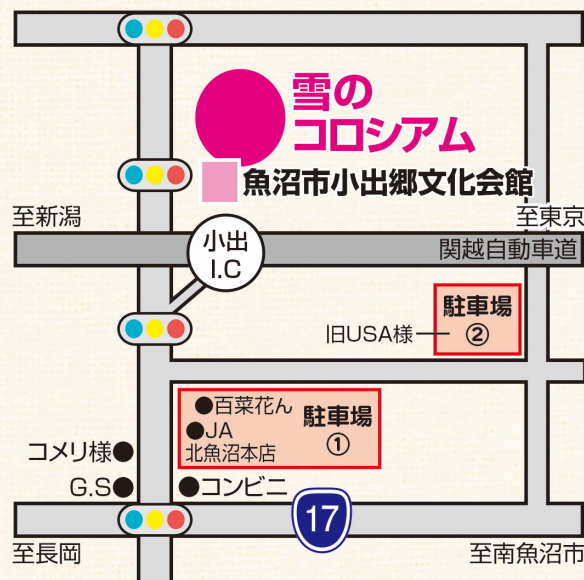 雪の
コロシアム
魚沼市小出郷文化会館
至新潟
至東京
小出
I.C
関越自動車道
駐車場
②
旧USA様
●百菜花ん
●JA
北魚沼本店
駐車場
①
コメリ様●
G.S●
●コンビニ
17
至長岡
至南魚沼市